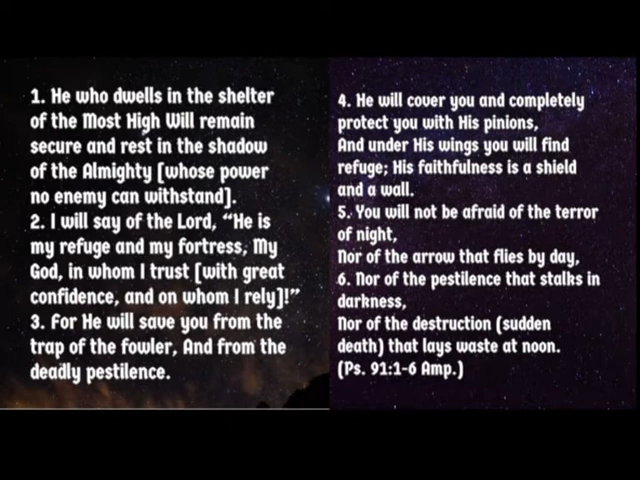 1. He who dwells in the shelter
of the Most High Will remain
secure and rest in the shadow
of the Almighty [whose power
no enemy can withstand].
2. I will say of the Lord, “He is
my refuge and my fortress, My
God, in whom I trust [with great
confidence, and on whom I rely]!”
3. For He will save you from the
trap of the fowler, And from the
deadly pestilence.
4. He will cover you and completely
protect you with His pinions,
And under His wings you will find
refuge; His faithfulness is a shield
and a wall.
5. You will not be afraid of the terror
of night,
Nor of the arrow that flies by day,
6. Nor of the pestilence that stalks in
darkness,
Nor of the destruction (sudden
death) that lays waste at noon.
(Ps. 91:1-6 Amp.)